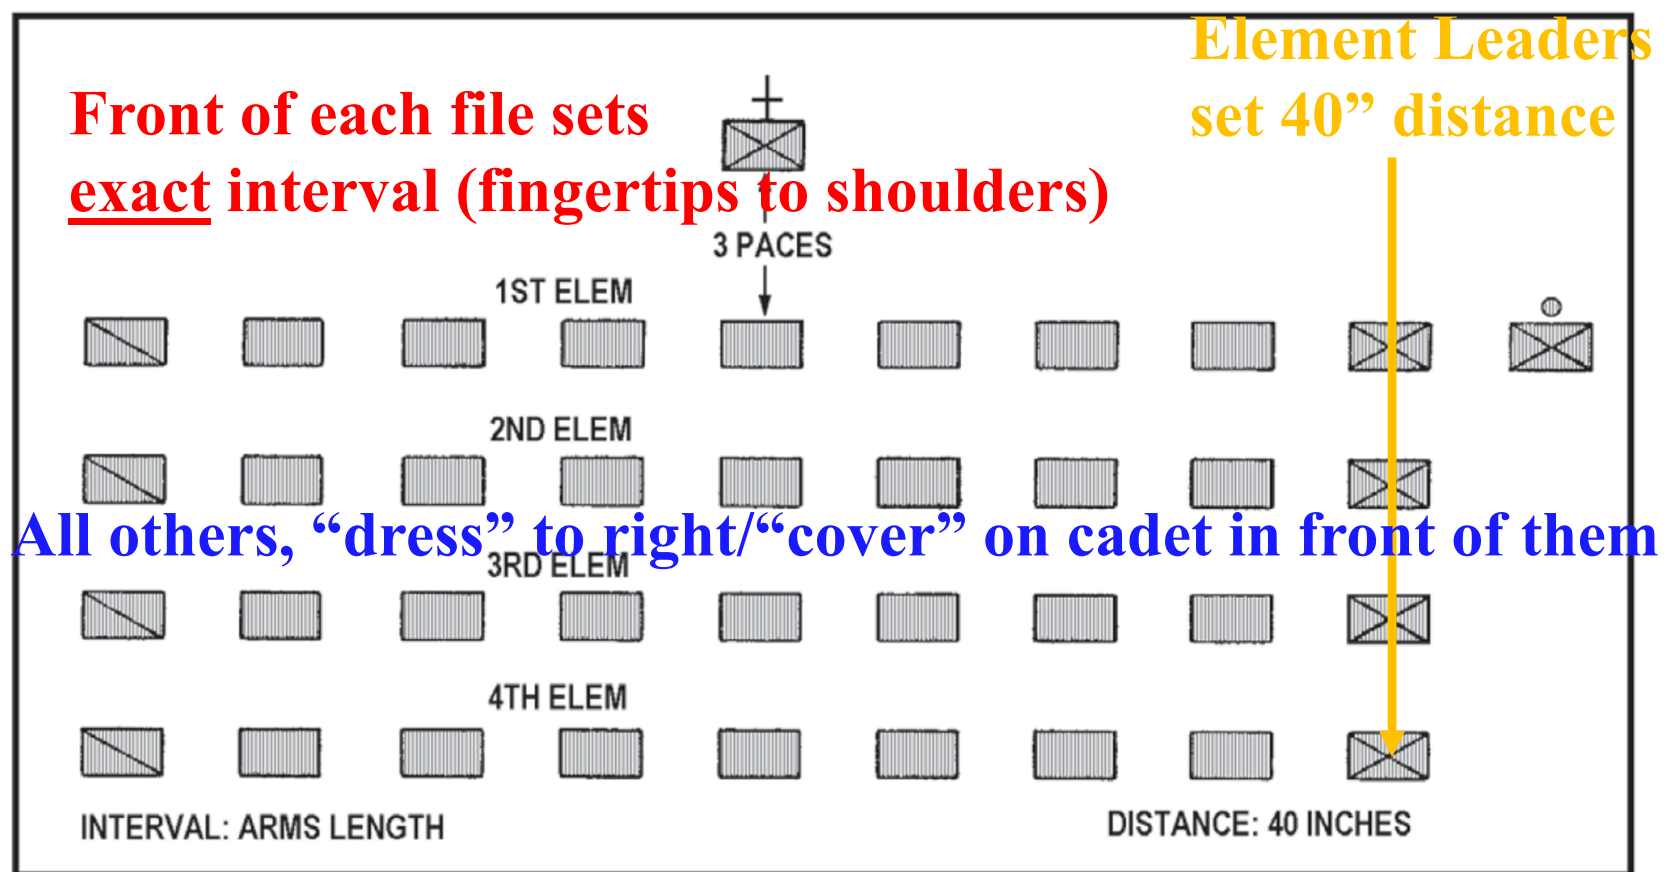 Element Leaders
set 40” distance
Front of each file sets
exact interval (fingertips to shoulders)
3 PACES
1ST ELEM
2ND ELEM
All others, “dress” to right/“cover” on cadet in front of them
3RD ELEM
4TH ELEM
INTERVAL: ARMS LENGTH
DISTANCE: 40 INCHES